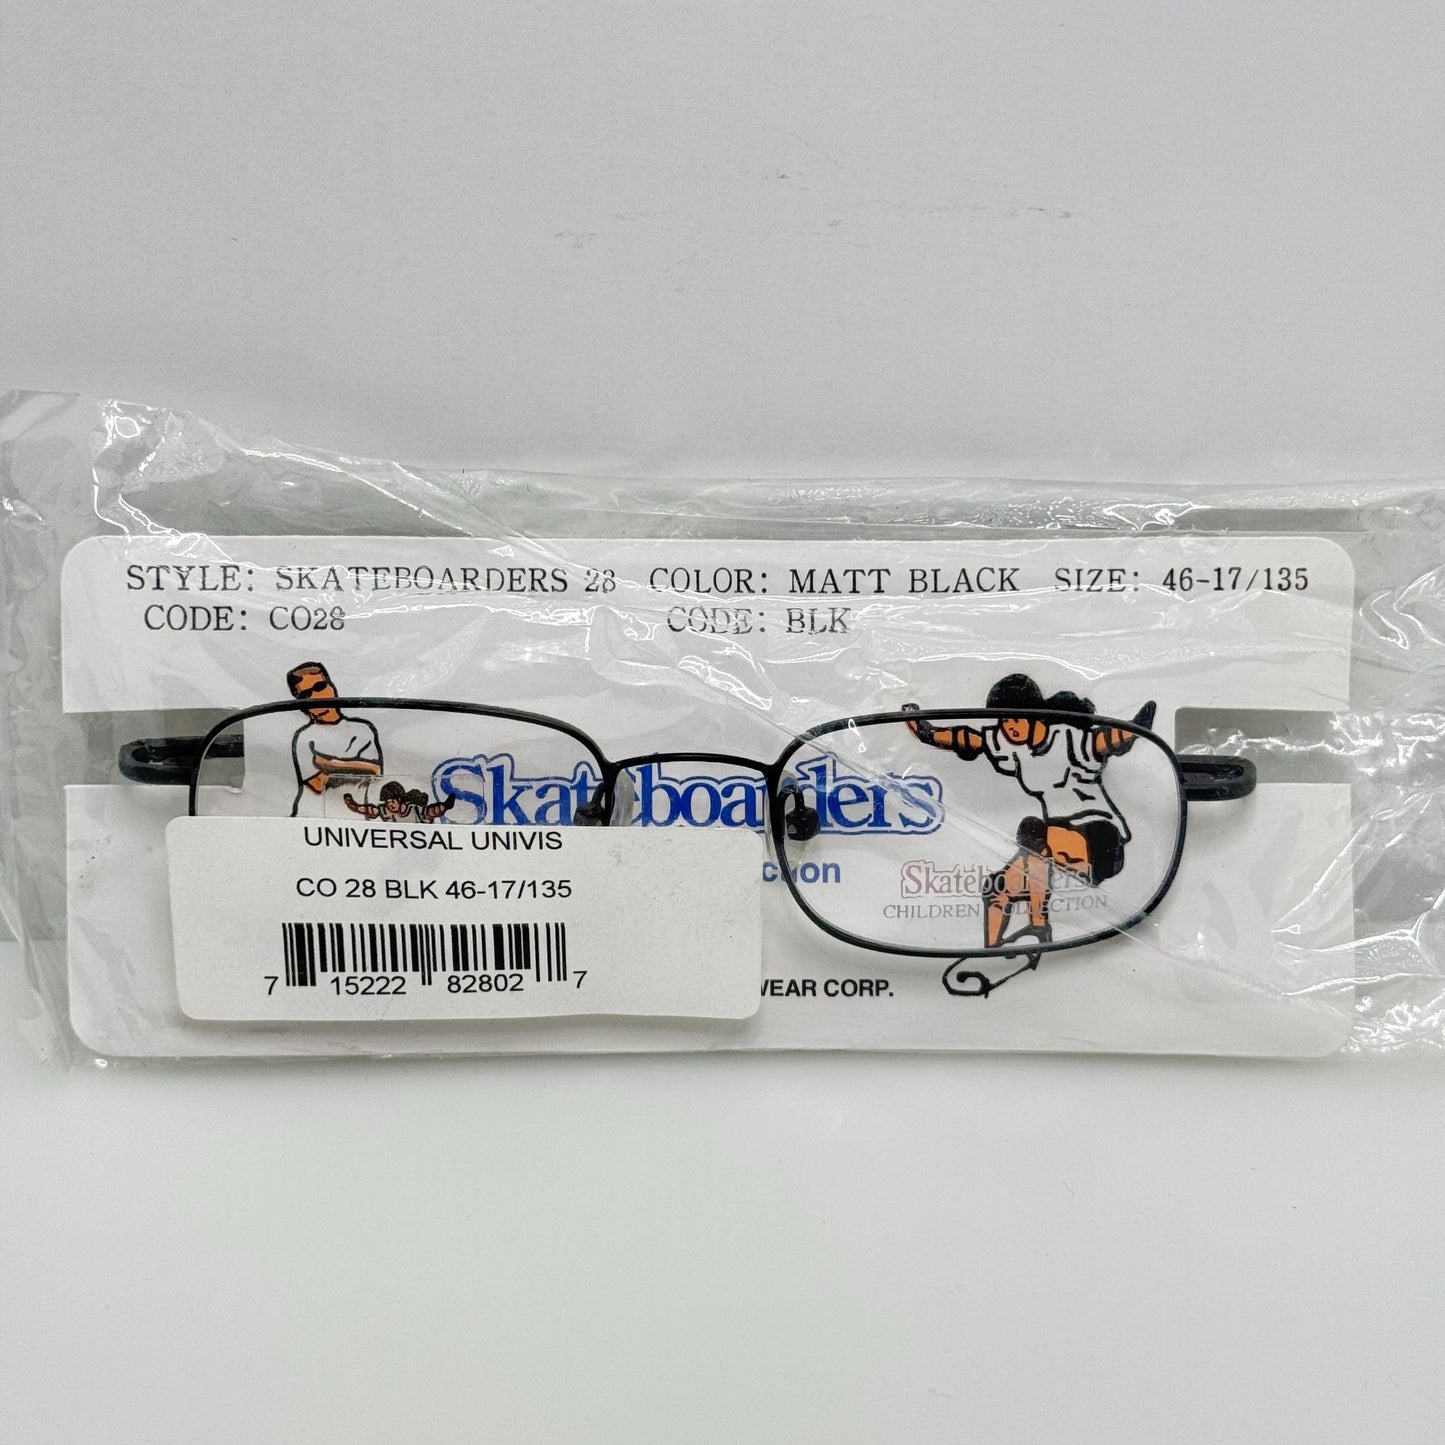 STYLE: SKATEBOARDERS 28 COLOR: MATT BLACK SIZE: 46-17/135
CODE: CO28 CODE: BLK
Skateboarders
UNIVERSAL UNIVIS
CO 28 BLK 46-17/135
7 15222 82802 7
Skateboarders
CHILDREN COLLECTION
CORP.